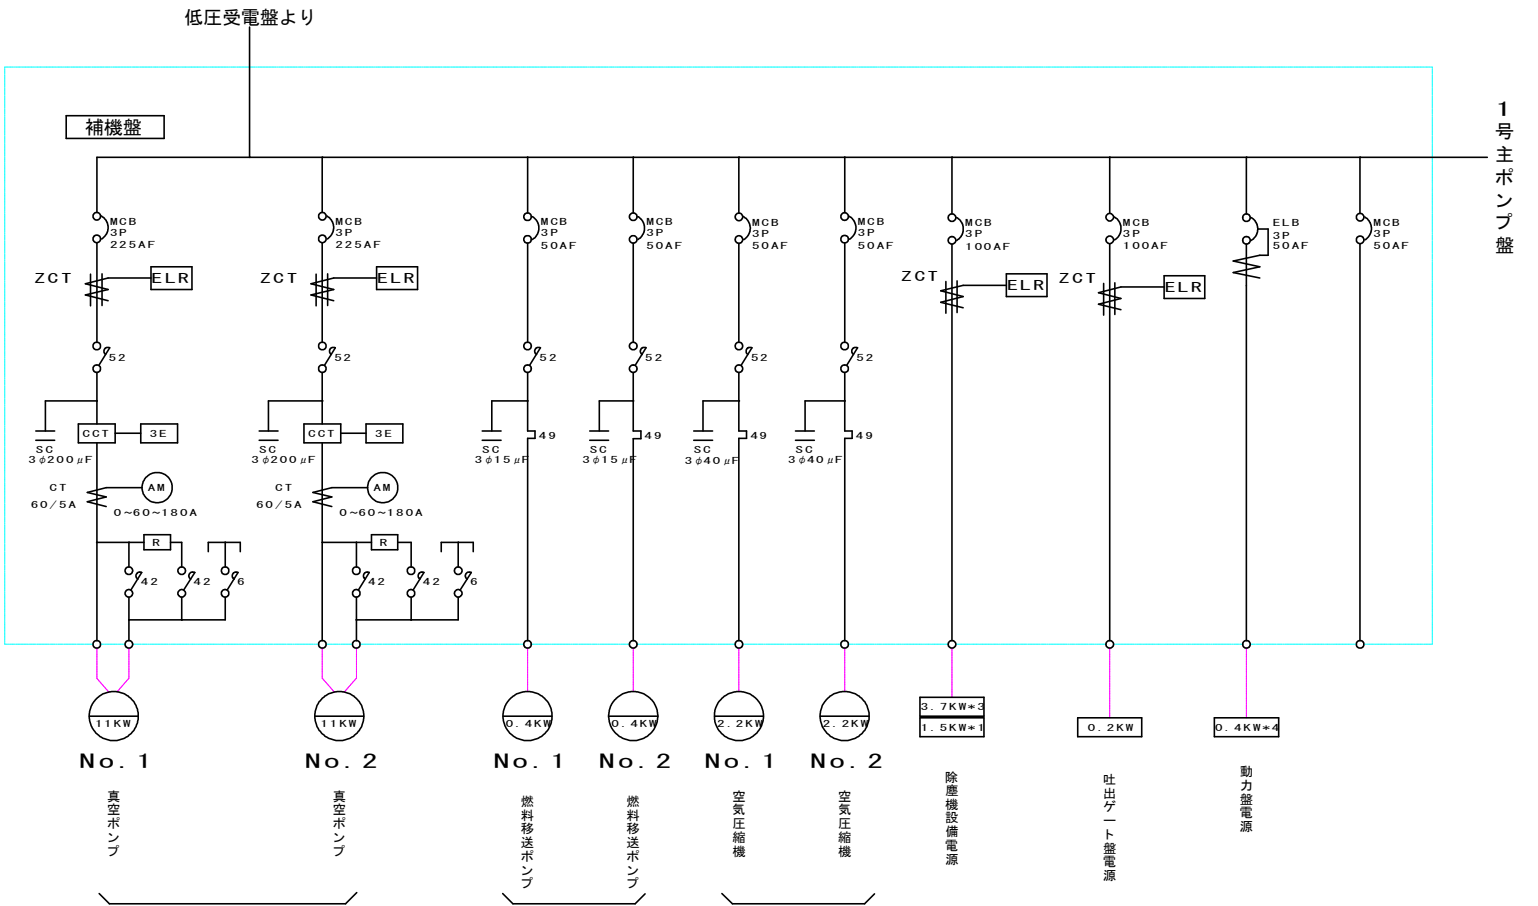 低圧受電盤より
補機盤
1号主ポンプ盤
MCB
3P
225AF
MCB
3P
225AF
MCB
3P
50AF
MCB
3P
50AF
MCB
3P
50AF
MCB
3P
50AF
MCB
3P
100AF
MCB
3P
100AF
ELB
3P
50AF
MCB
3P
50AF
ZCT
ELR
ZCT
ELR
ZCT
ELR
ZCT
ELR
52
52
52
52
52
52
CCT
3E
CCT
3E
49
49
49
49
SC
3φ200μF
SC
3φ200μF
SC
3φ15μF
SC
3φ15μF
SC
3φ40μF
SC
3φ40μF
CT
60/5A
AM
0~60~180A
CT
60/5A
AM
0~60~180A
R
42
42
6
R
42
42
6
11KW
11KW
0.4KW
0.4KW
2.2KW
2.2KW
3.7KW*3
1.5KW*1
0.2KW
0.4KW*4
No.1
No.2
No.1
No.2
No.1
No.2
真空ポンプ
真空ポンプ
燃料移送ポンプ
燃料移送ポンプ
空気圧縮機
空気圧縮機
除塵機設備電源
吐出ゲート盤電源
動力盤電源